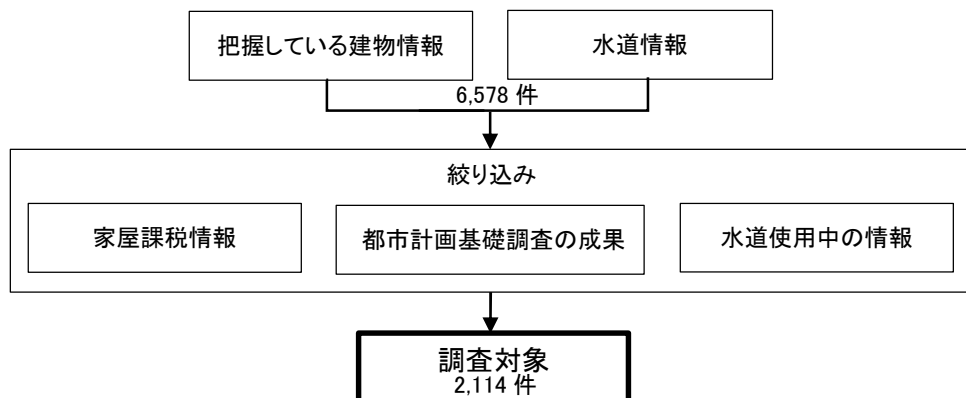 把握している建物情報
水道情報
6,578 件
絞り込み
家屋課税情報
都市計画基礎調査の成果
水道使用中の情報
調査対象
2,114 件